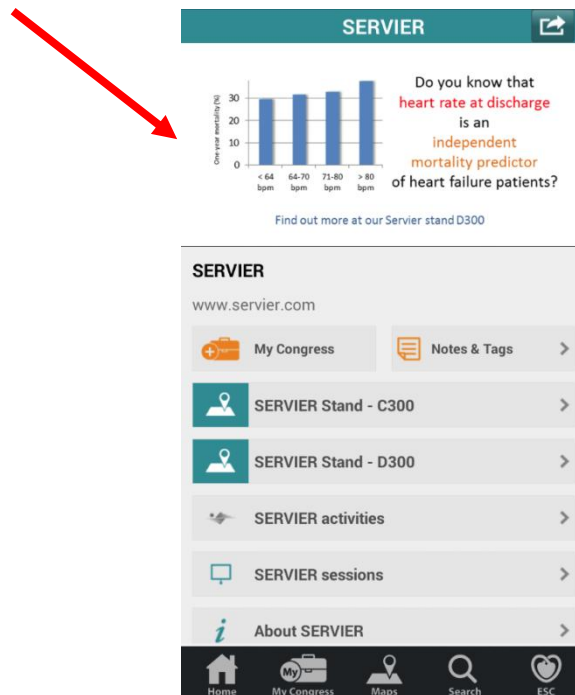 SERVIER
One-year mortality (%)
30
20
10
0
< 64 64-70 71-80 > 80
bpm bpm bpm bpm
Do you know that
heart rate at discharge
is an
independent
mortality predictor
of heart failure patients?
Find out more at our Servier stand D300
SERVIER
www.servier.com
My Congress
Notes & Tags
SERVIER Stand - C300
SERVIER Stand - D300
SERVIER activities
SERVIER sessions
i About SERVIER
My
Home My Congress Maps Search ESC